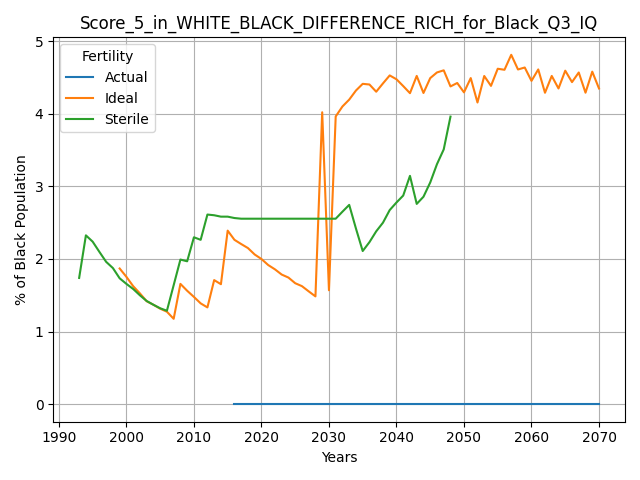 Score_5_in_WHITE_BLACK_DIFFERENCE_RICH_for_Black_Q3_IQ
Fertility
Actual
Ideal
Sterile
% of Black Population
5
4
3
2
1
0
1990 2000 2010 2020 2030 2040 2050 2060 2070
Years